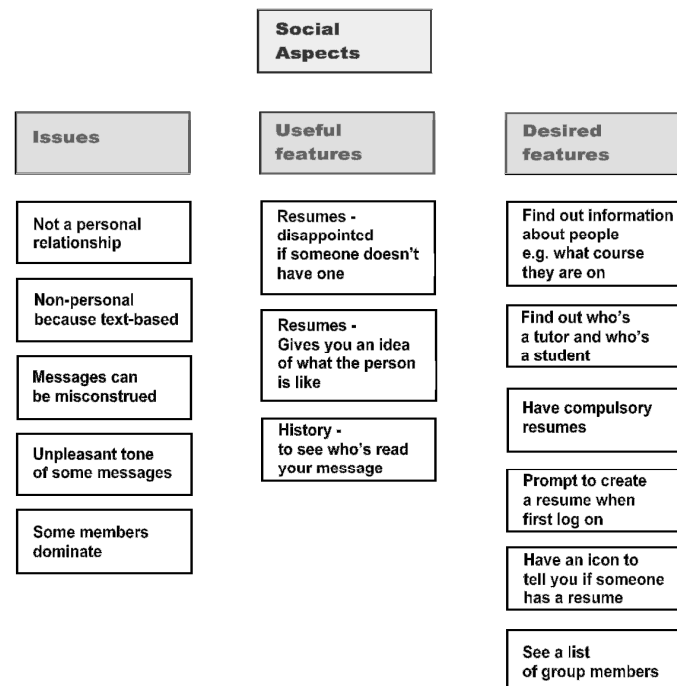 Social
Aspects
Issues
Not a personal
relationship
Non-personal
because text-based
Messages can
be misconstrued
Unpleasant tone
of some messages
Some members
dominate
Useful
features
Resumes -
disappointed
if someone doesn't
have one
Resumes -
Gives you an idea
of what the person
is like
History -
to see who's read
your message
Desired
features
Find out information
about people
e.g. what course
they are on
Find out who's
a tutor and who's
a student
Have compulsory
resumes
Prompt to create
a resume when
first log on
Have an icon to
tell you if someone
has a resume
See a list
of group members